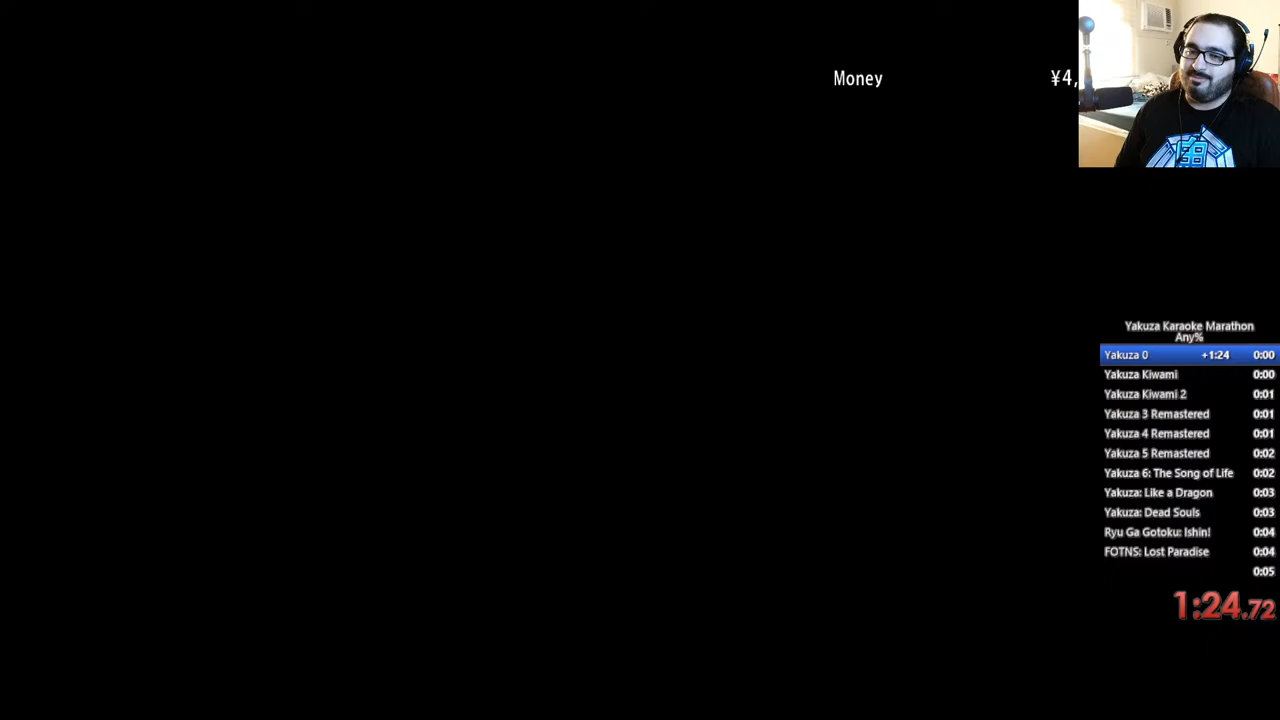 Money ¥4,
Yakuza Karaoke Marathon
Any%
Yakuza 0 +1:24 0:00
Yakuza Kiwami 0:00
Yakuza Kiwami 2 0:01
Yakuza 3 Remastered 0:01
Yakuza 4 Remastered 0:01
Yakuza 5 Remastered 0:02
Yakuza 6: The Song of Life 0:02
Yakuza: Like a Dragon 0:03
Yakuza: Dead Souls 0:03
Ryu Ga Gotoku: Ishin! 0:04
FOTNS: Lost Paradise 0:04
0:05
1:24.72